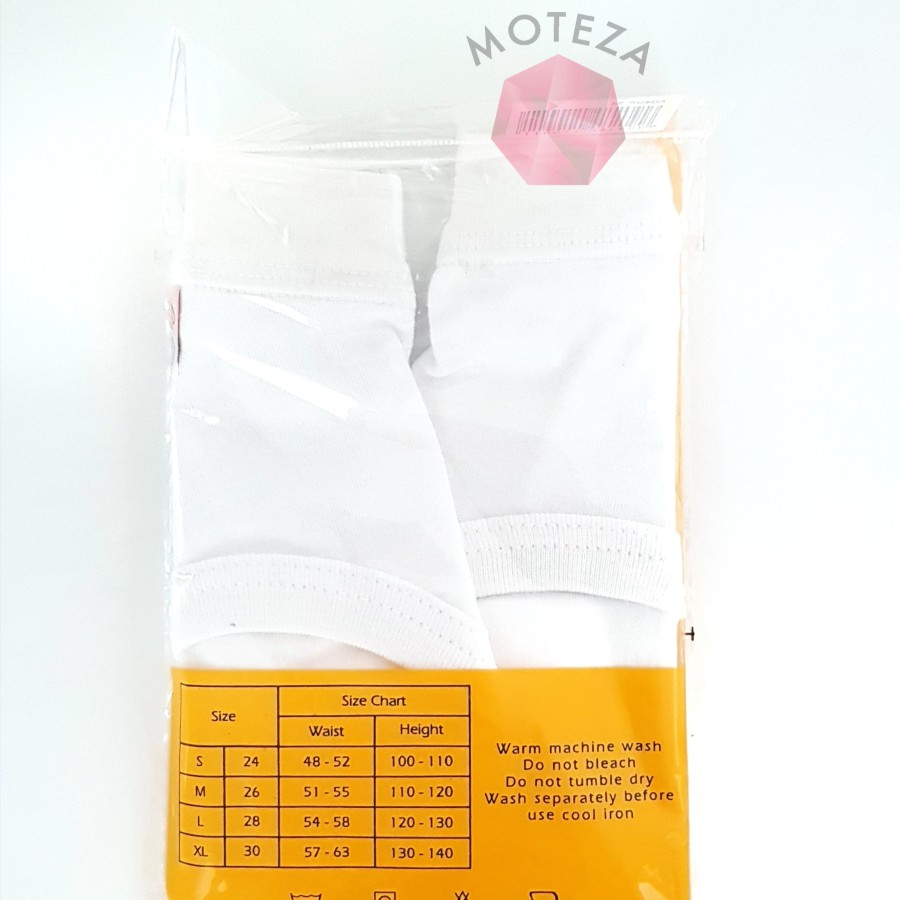 MOTEZA
Size Size Chart
Waist Height
S 24 48 - 52 100 - 110
M 26 51 - 55 110 - 120
L 28 54 - 58 120 - 130
XL 30 57 - 63 130 - 140
Warm machine wash
Do not bleach
Do not tumble dry
Wash separately before
use cool iron